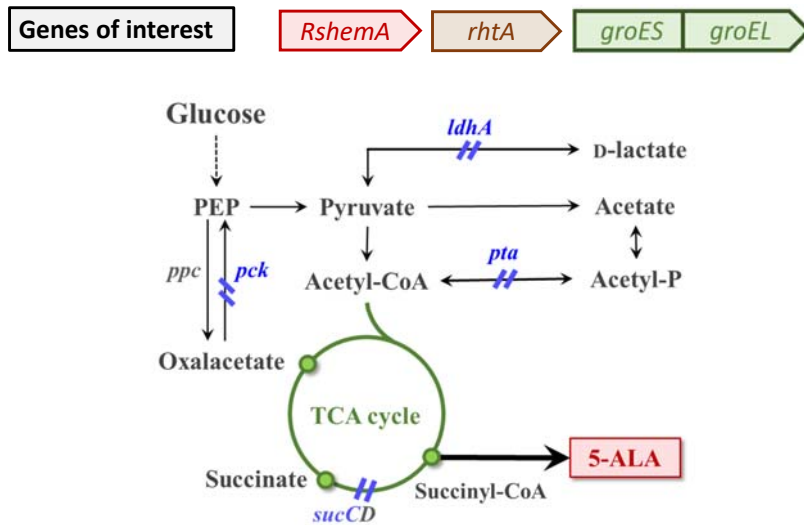 Genes of interest RshemA rhtA groES groEL
Glucose
ldhA
D-lactate
PEP Pyruvate Acetate
ppc pck
pta
Acetyl-CoA Acetyl-P
Oxalacetate
TCA cycle
5-ALA
Succinate
Succinyl-CoA
sucCD